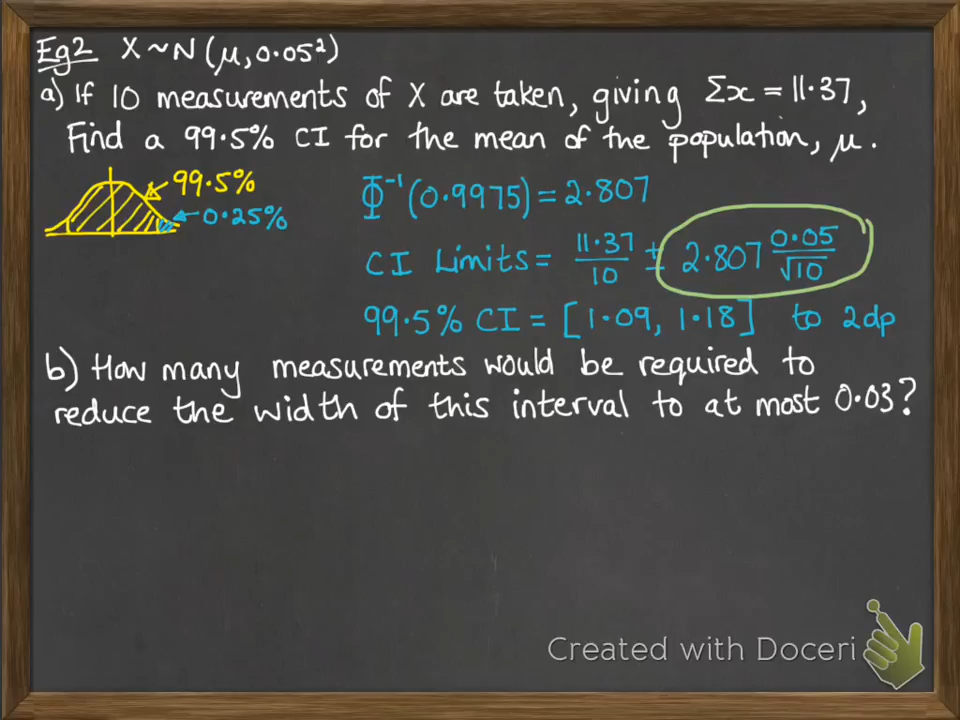 Eg2 X ~ N (μ, 0.05²)
a) If 10 measurements of X are taken, giving Σx = 11.37,
Find a 99.5% CI for the mean of the population, μ.
99.5%
0.25%
Φ⁻¹(0.9975) = 2.807
CI Limits = 11.37/10 ± 2.807 0.05/√10
99.5% CI = [1.09, 1.18] to 2dp
b) How many measurements would be required to
reduce the width of this interval to at most 0.03?
Created with Doceri